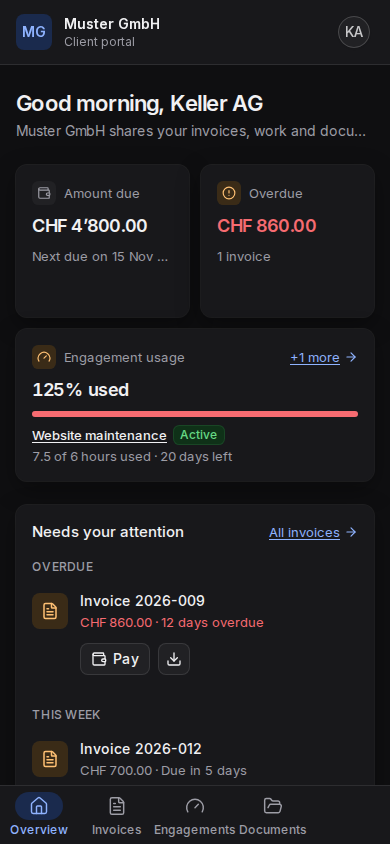 MG
Muster GmbH
Client portal
KA
Good morning, Keller AG
Muster GmbH shares your invoices, work and docu...
Amount due
CHF 4’800.00
Next due on 15 Nov ...
Overdue
CHF 860.00
1 invoice
Engagement usage
+1 more →
125% used
Website maintenance Active
7.5 of 6 hours used · 20 days left
Needs your attention
All invoices →
OVERDUE
Invoice 2026-009
CHF 860.00 · 12 days overdue
Pay
THIS WEEK
Invoice 2026-012
CHF 700.00 · Due in 5 days
Overview Invoices Engagements Documents